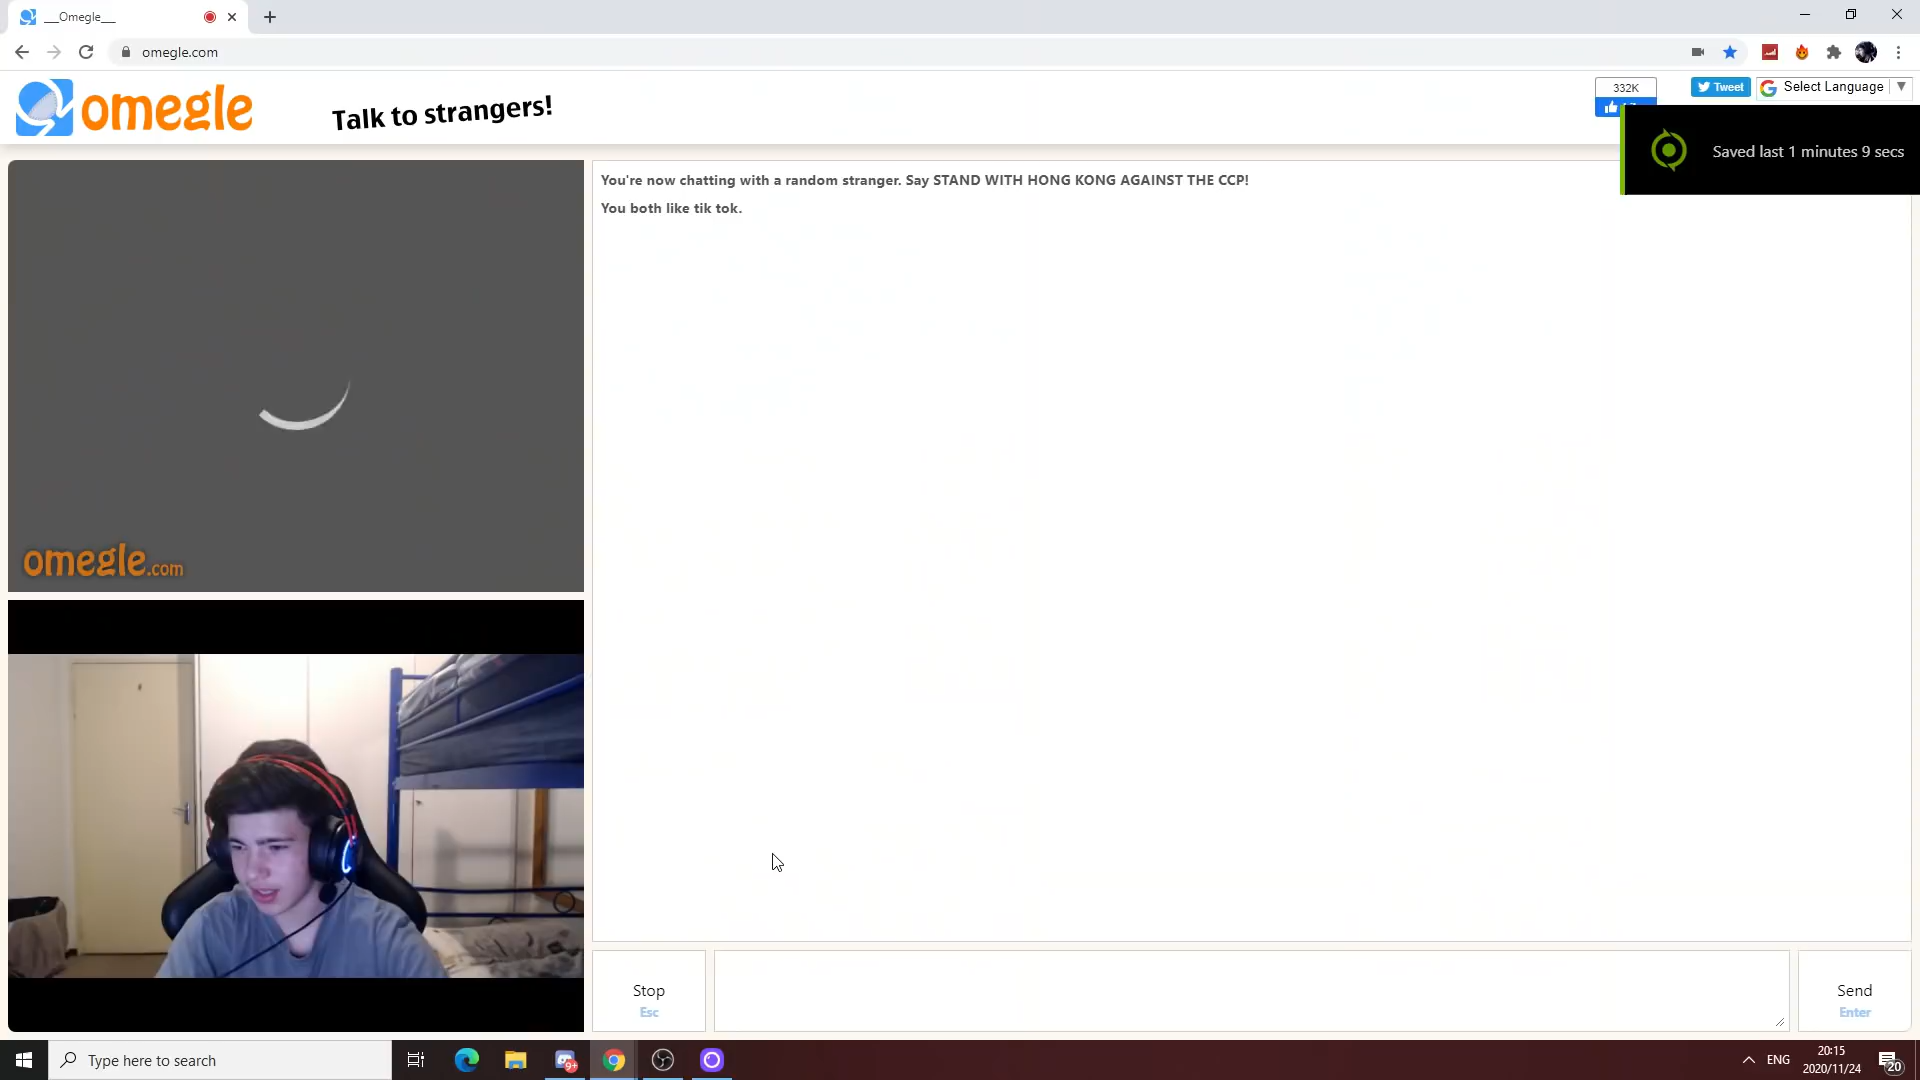 ___Omegle___
omegle.com
omegle
Talk to strangers!
332K
Tweet
Select Language
Saved last 1 minutes 9 secs
You're now chatting with a random stranger. Say STAND WITH HONG KONG AGAINST THE CCP!
You both like tik tok.
omegle.com
Stop
Esc
Send
Enter
Type here to search
9+
ENG
20:15
2020/11/24
20